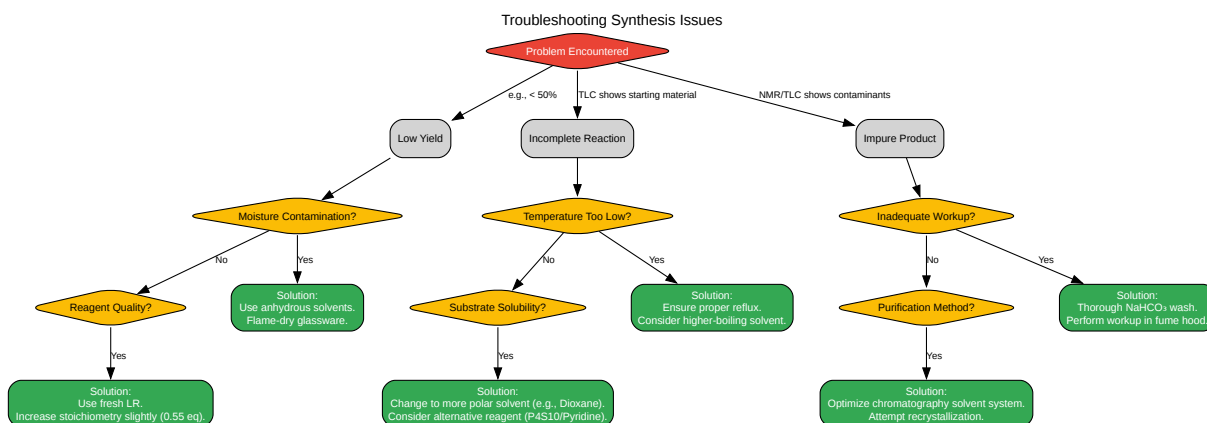 Troubleshooting Synthesis Issues
Problem Encountered
e.g., < 50%
TLC shows starting material
NMR/TLC shows contaminants
Low Yield
Incomplete Reaction
Impure Product
Moisture Contamination?
Temperature Too Low?
Inadequate Workup?
No
Yes
No
Yes
No
Yes
Reagent Quality?
Solution:
Use anhydrous solvents.
Flame-dry glassware.
Substrate Solubility?
Solution:
Ensure proper reflux.
Consider higher-boiling solvent.
Purification Method?
Solution:
Thorough NaHCO₃ wash.
Perform workup in fume hood.
Yes
Yes
Yes
Solution:
Use fresh LR.
Increase stoichiometry slightly (0.55 eq).
Solution:
Change to more polar solvent (e.g., Dioxane).
Consider alternative reagent (P4S10/Pyridine).
Solution:
Optimize chromatography solvent system.
Attempt recrystallization.